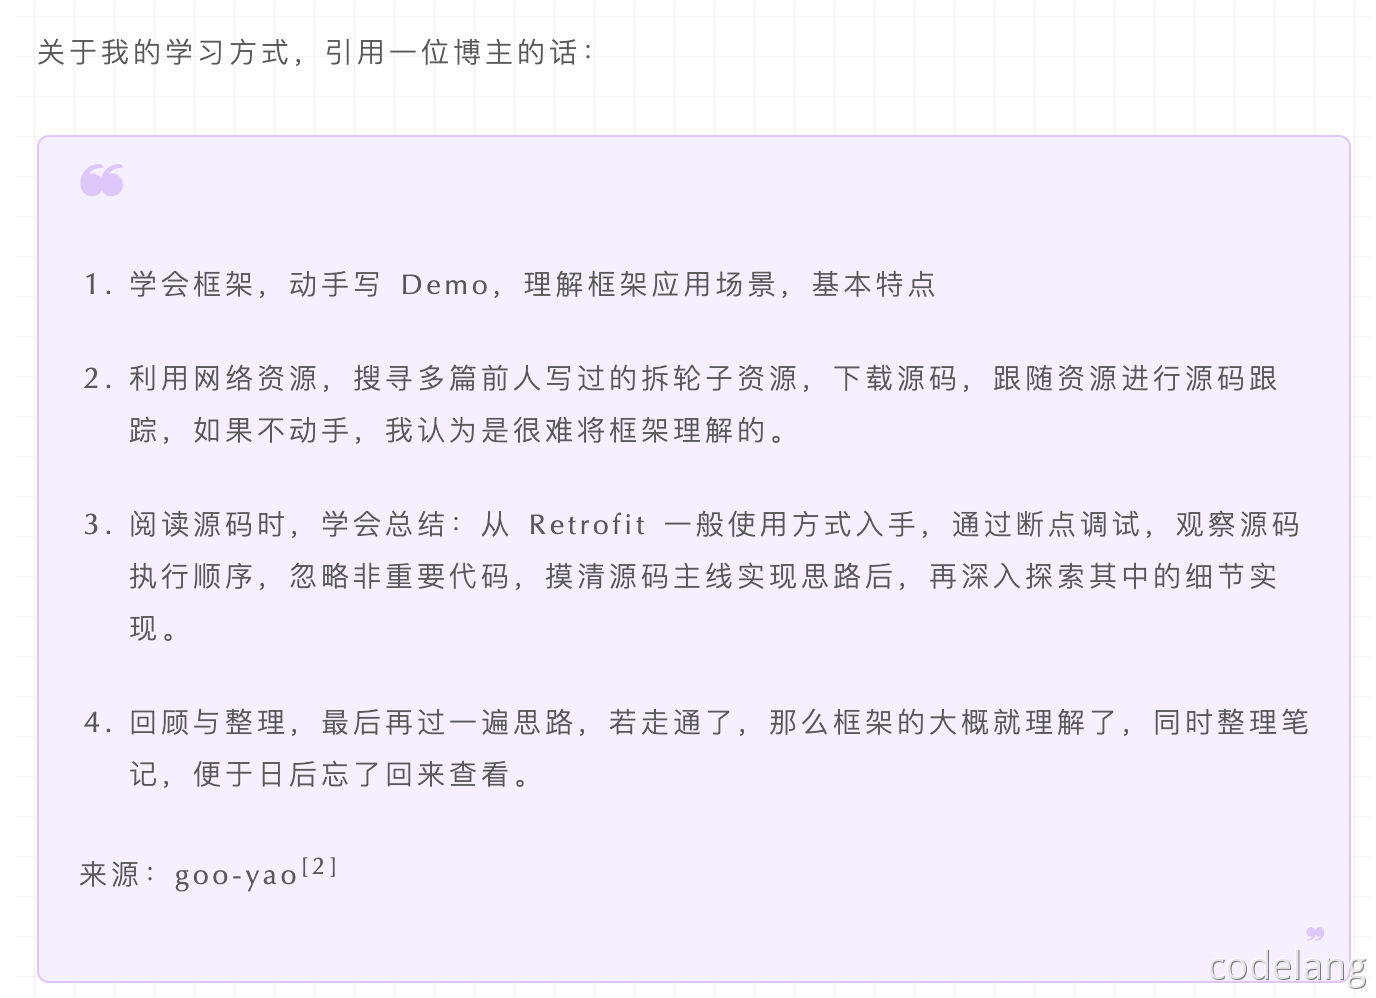 关于我的学习方式，引用一位博主的话：
❝
1. 学会框架，动手写 Demo，理解框架应用场景，基本特点
2. 利用网络资源，搜寻多篇前人写过的拆轮子资源，下载源码，跟随资源进行源码跟
踪，如果不动手，我认为是很难将框架理解的。
3. 阅读源码时，学会总结：从 Retrofit 一般使用方式入手，通过断点调试，观察源码
执行顺序，忽略非重要代码，摸清源码主线实现思路后，再深入探索其中的细节实
现。
4. 回顾与整理，最后再过一遍思路，若走通了，那么框架的大概就理解了，同时整理笔
记，便于日后忘了回来查看。
来源：goo-yao[2]
❞
codelang